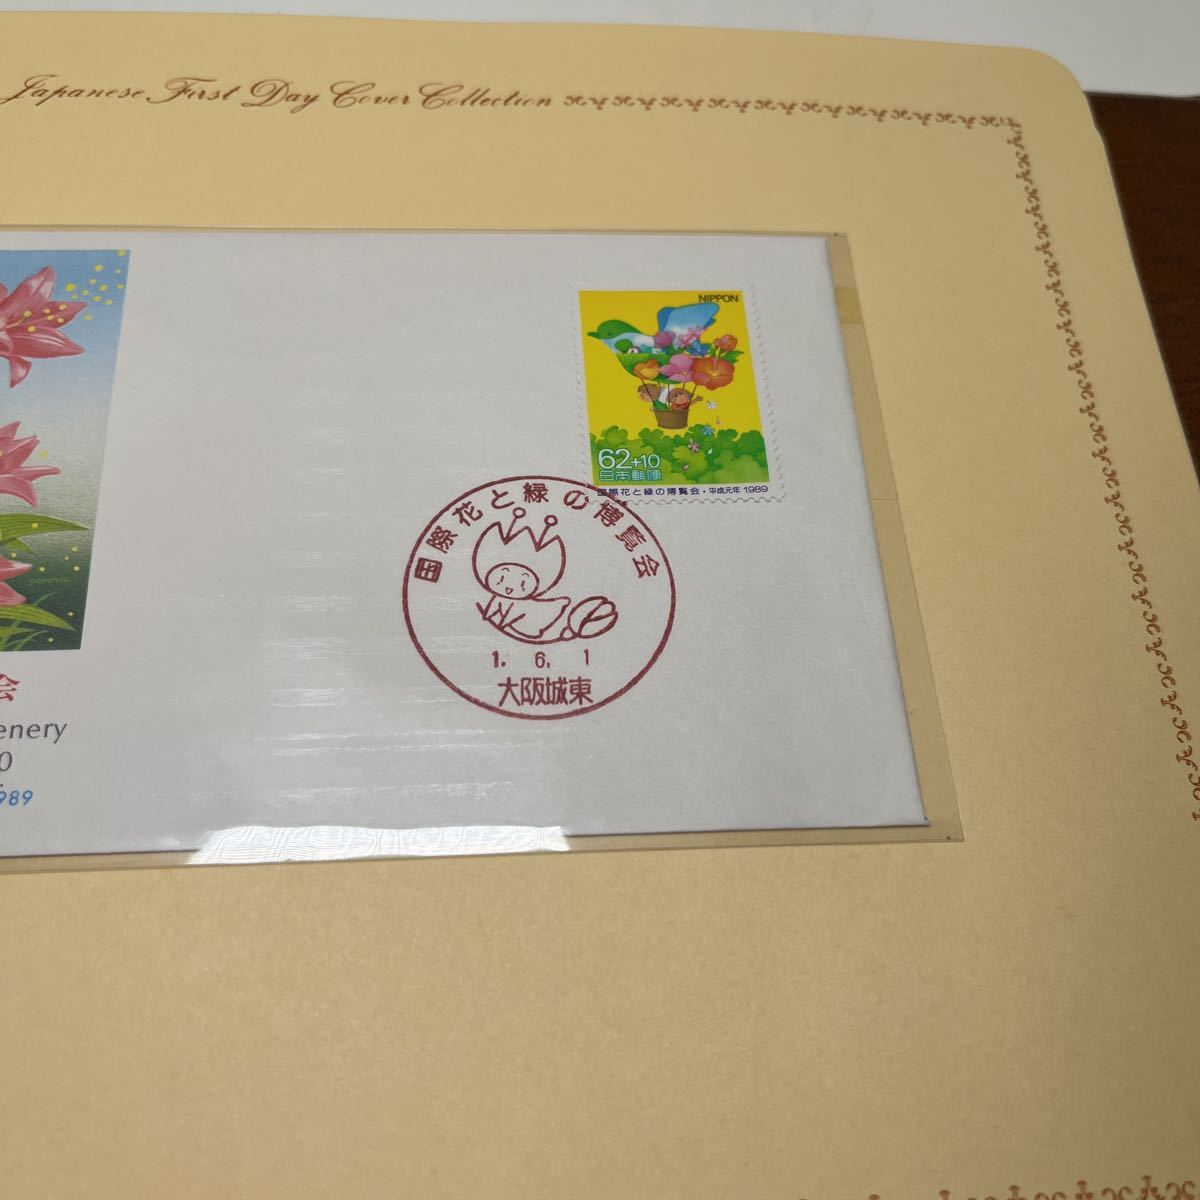 Japanese First Day Cover Collection
NIPPON
62+10
日本郵便
国際花と緑の博覧会・平成元年 1989
国際花と緑の博覧会
1. 6. 1
大阪城東
会
enery
0
989